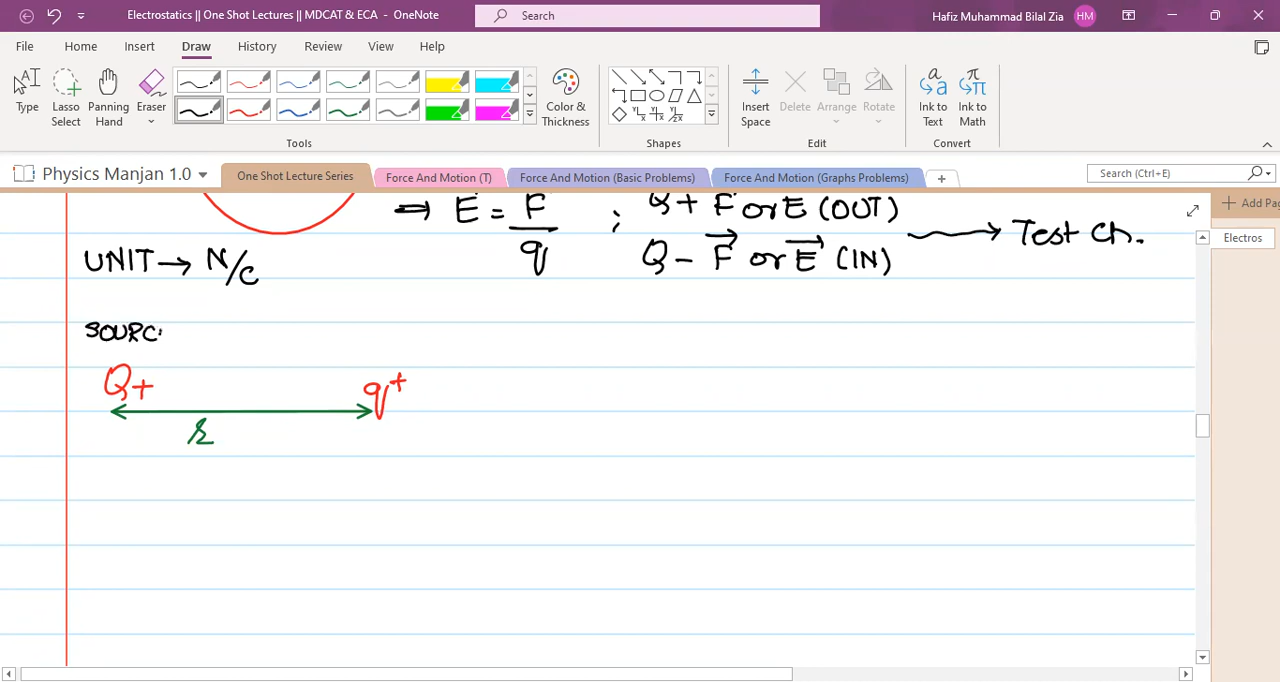 Electrostatics || One Shot Lectures || MDCAT & ECA - OneNote
Search
Hafiz Muhammad Bilal Zia HM
File Home Insert Draw History Review View Help
Type Lasso Select Panning Hand Eraser
Color & Thickness
Insert Space Delete Arrange Rotate
Ink to Text Ink to Math
Tools Shapes Edit Convert
Physics Manjan 1.0 One Shot Lecture Series Force And Motion (T) Force And Motion (Basic Problems) Force And Motion (Graphs Problems) + Search (Ctrl+E)
Add Pag
Electros
⇒ E = F/q ; Q+ F or E (OUT)
Q - F or E (IN) → Test Ch.
UNIT → N/C
SOURC:
Q+ q+
r